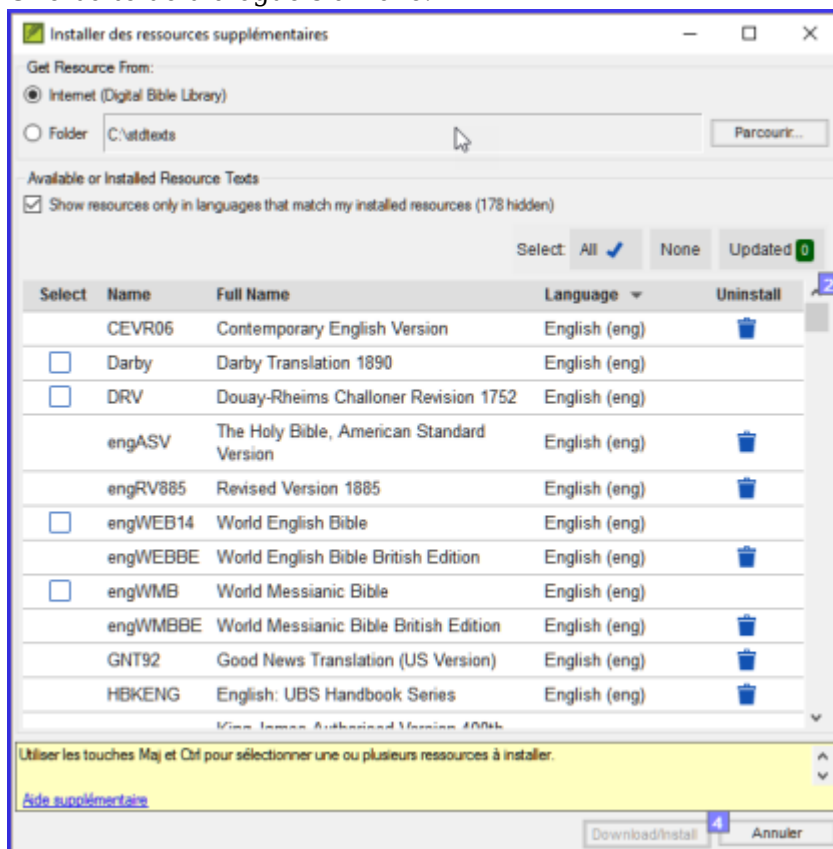 Installer des ressources supplémentaires
Get Resource From:
Internet (Digital Bible Library)
Folder C:\stdtexts Parcourir...
Available or Installed Resource Texts
Show resources only in languages that match my installed resources (178 hidden)
Select: All None Updated 0
Select Name Full Name Language Uninstall 2
CEVR06 Contemporary English Version English (eng)
Darby Darby Translation 1890 English (eng)
DRV Douay-Rheims Challoner Revision 1752 English (eng)
engASV The Holy Bible, American Standard Version English (eng)
engRV885 Revised Version 1885 English (eng)
engWEB14 World English Bible English (eng)
engWEBBE World English Bible British Edition English (eng)
engWMB World Messianic Bible English (eng)
engWMBBE World Messianic Bible British Edition English (eng)
GNT92 Good News Translation (US Version) English (eng)
HBKENG English: UBS Handbook Series English (eng)
King James Authorised Version 400th
Utiliser les touches Maj et Ctrl pour sélectionner une ou plusieurs ressources à installer.
Aide supplémentaire
Download/Install 4 Annuler